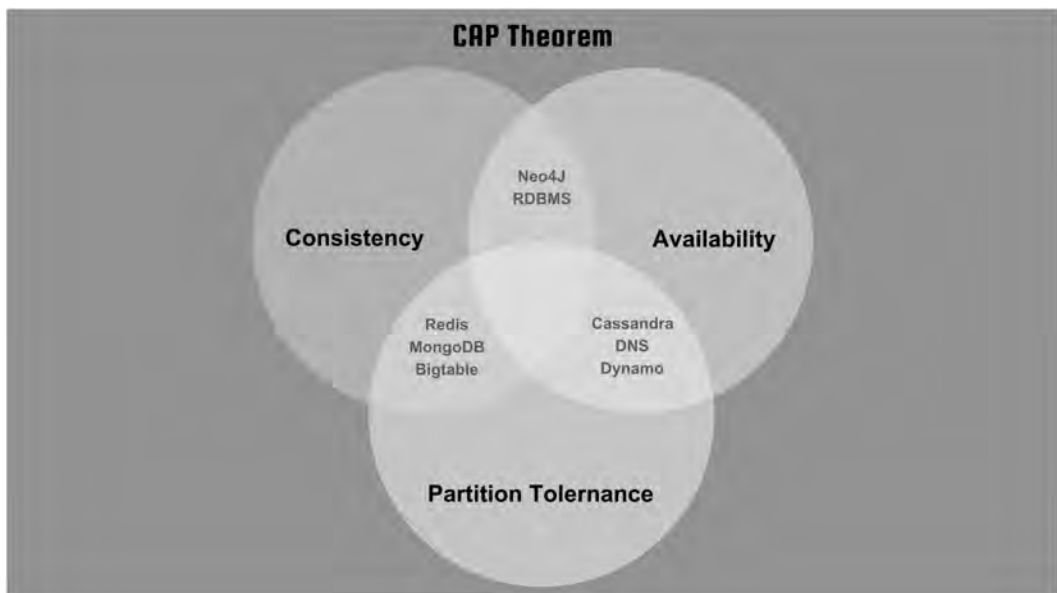 CAP Theorem
Neo4J
RDBMS
Consistency
Availability
Redis
MongoDB
Bigtable
Cassandra
DNS
Dynamo
Partition Tolernance